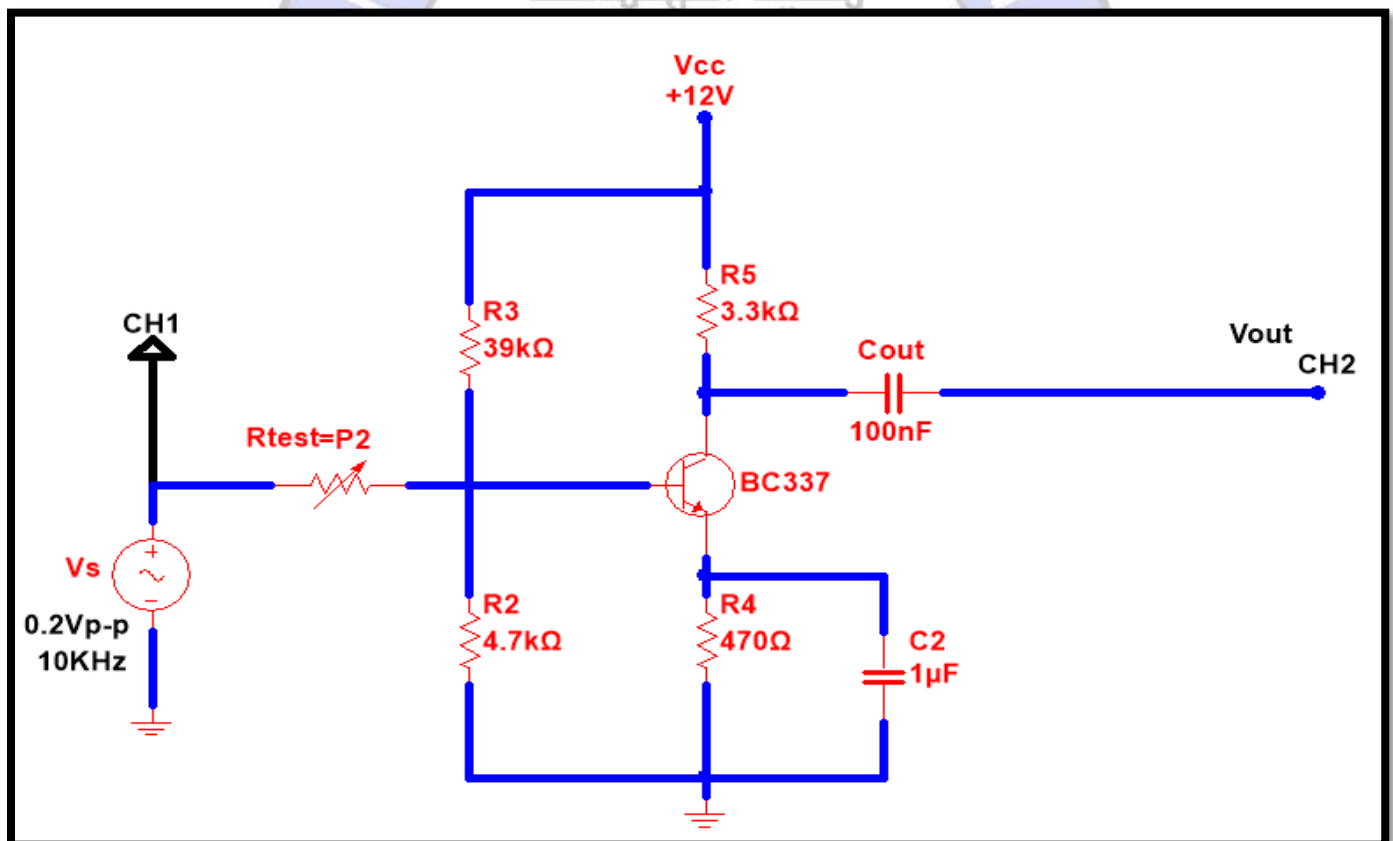 Vcc
+12V
R5
3.3kΩ
R3
39kΩ
CH1
Vout
CH2
Cout
100nF
Rtest=P2
BC337
Vs
0.2Vp-p
10KHz
R2
4.7kΩ
R4
470Ω
C2
1µF